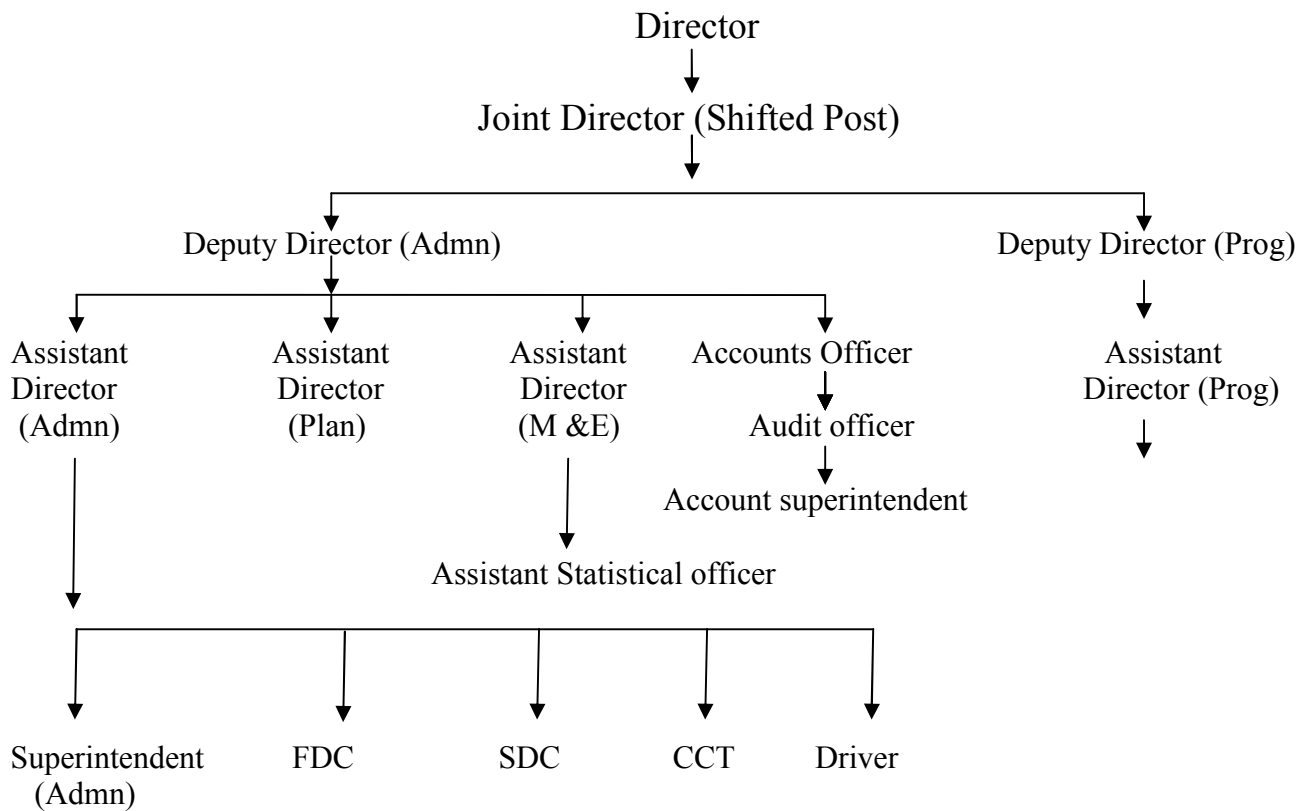 Director
Joint Director (Shifted Post)
Deputy Director (Admn)
Deputy Director (Prog)
Assistant
Director
(Admn)
Assistant
Director
(Plan)
Assistant
Director
(M &E)
Accounts Officer
Audit officer
Account superintendent
Assistant
Director (Prog)
Assistant Statistical officer
Superintendent
(Admn)
FDC
SDC
CCT
Driver